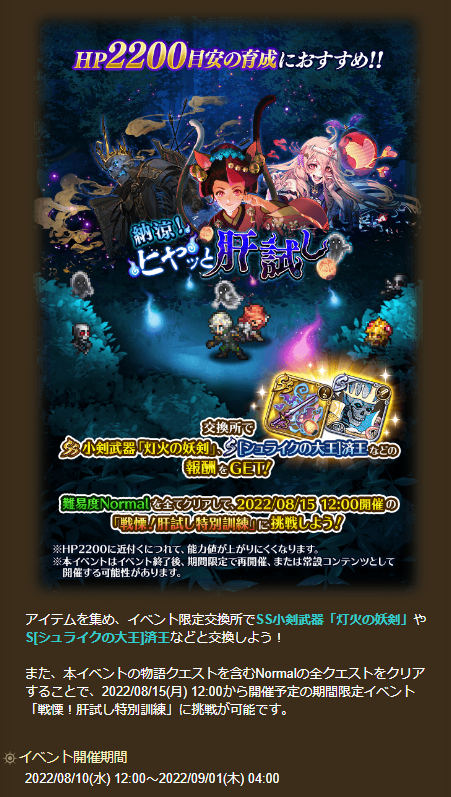 HP2200目安の育成におすすめ!!
納涼!
ヒヤッと肝試し
交換所で
SS小剣武器「灯火の妖剣」、S[シュライクの大王]済王などの
報酬をGET!
難易度Normalを全てクリアして、2022/08/15 12:00開催の
「戦慄!肝試し特別訓練」に挑戦しよう!
※HP2200に近付くにつれて、能力値が上がりにくくなります。
※本イベントはイベント終了後、期間限定で再開催、または常設コンテンツとして
開催する可能性があります。
アイテムを集め、イベント限定交換所でSS小剣武器「灯火の妖剣」や
S[シュライクの大王]済王などと交換しよう!
また、本イベントの物語クエストを含むNormalの全クエストをクリア
することで、2022/08/15(月) 12:00から開催予定の期間限定イベント
「戦慄!肝試し特別訓練」に挑戦が可能です。
イベント開催期間
2022/08/10(水) 12:00～2022/09/01(木) 04:00